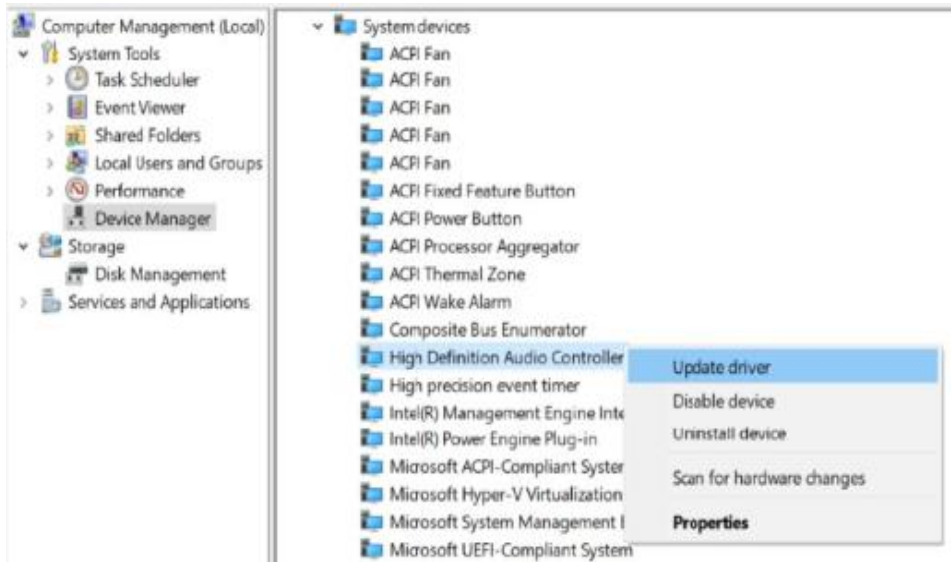 Computer Management (Local)
System Tools
Task Scheduler
Event Viewer
Shared Folders
Local Users and Groups
Performance
Device Manager
Storage
Disk Management
Services and Applications
System devices
ACPI Fan
ACPI Fan
ACPI Fan
ACPI Fan
ACPI Fan
ACPI Fixed Feature Button
ACPI Power Button
ACPI Processor Aggregator
ACPI Thermal Zone
ACPI Wake Alarm
Composite Bus Enumerator
High Definition Audio Controller
High precision event timer
Intel(R) Management Engine Inte
Intel(R) Power Engine Plug-in
Microsoft ACPI-Compliant System
Microsoft Hyper-V Virtualization
Microsoft System Management
Microsoft UEFI-Compliant System
Update driver
Disable device
Uninstall device
Scan for hardware changes
Properties